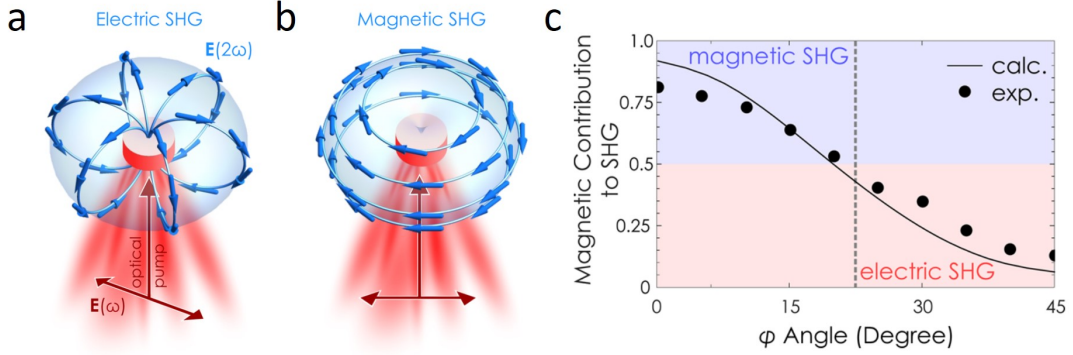 a
Electric SHG
E(2ω)
optical
pump
E(ω)
b
Magnetic SHG
c
Magnetic Contribution
to SHG
1.0
0.75
0.5
0.25
0
magnetic SHG
calc.
exp.
electric SHG
0
15
30
45
φ Angle (Degree)